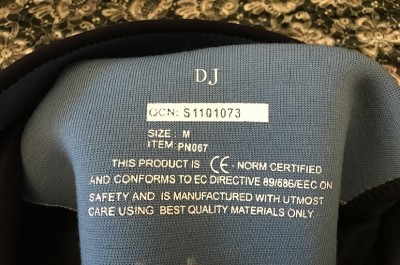 DJ
QCN: S1101073
SIZE: M
ITEM: PN067
THIS PRODUCT IS CE - NORM CERTIFIED
AND CONFORMS TO EC DIRECTIVE 89/686/EEC ON
SAFETY AND IS MANUFACTURED WITH UTMOST
CARE USING BEST QUALITY MATERIALS ONLY.